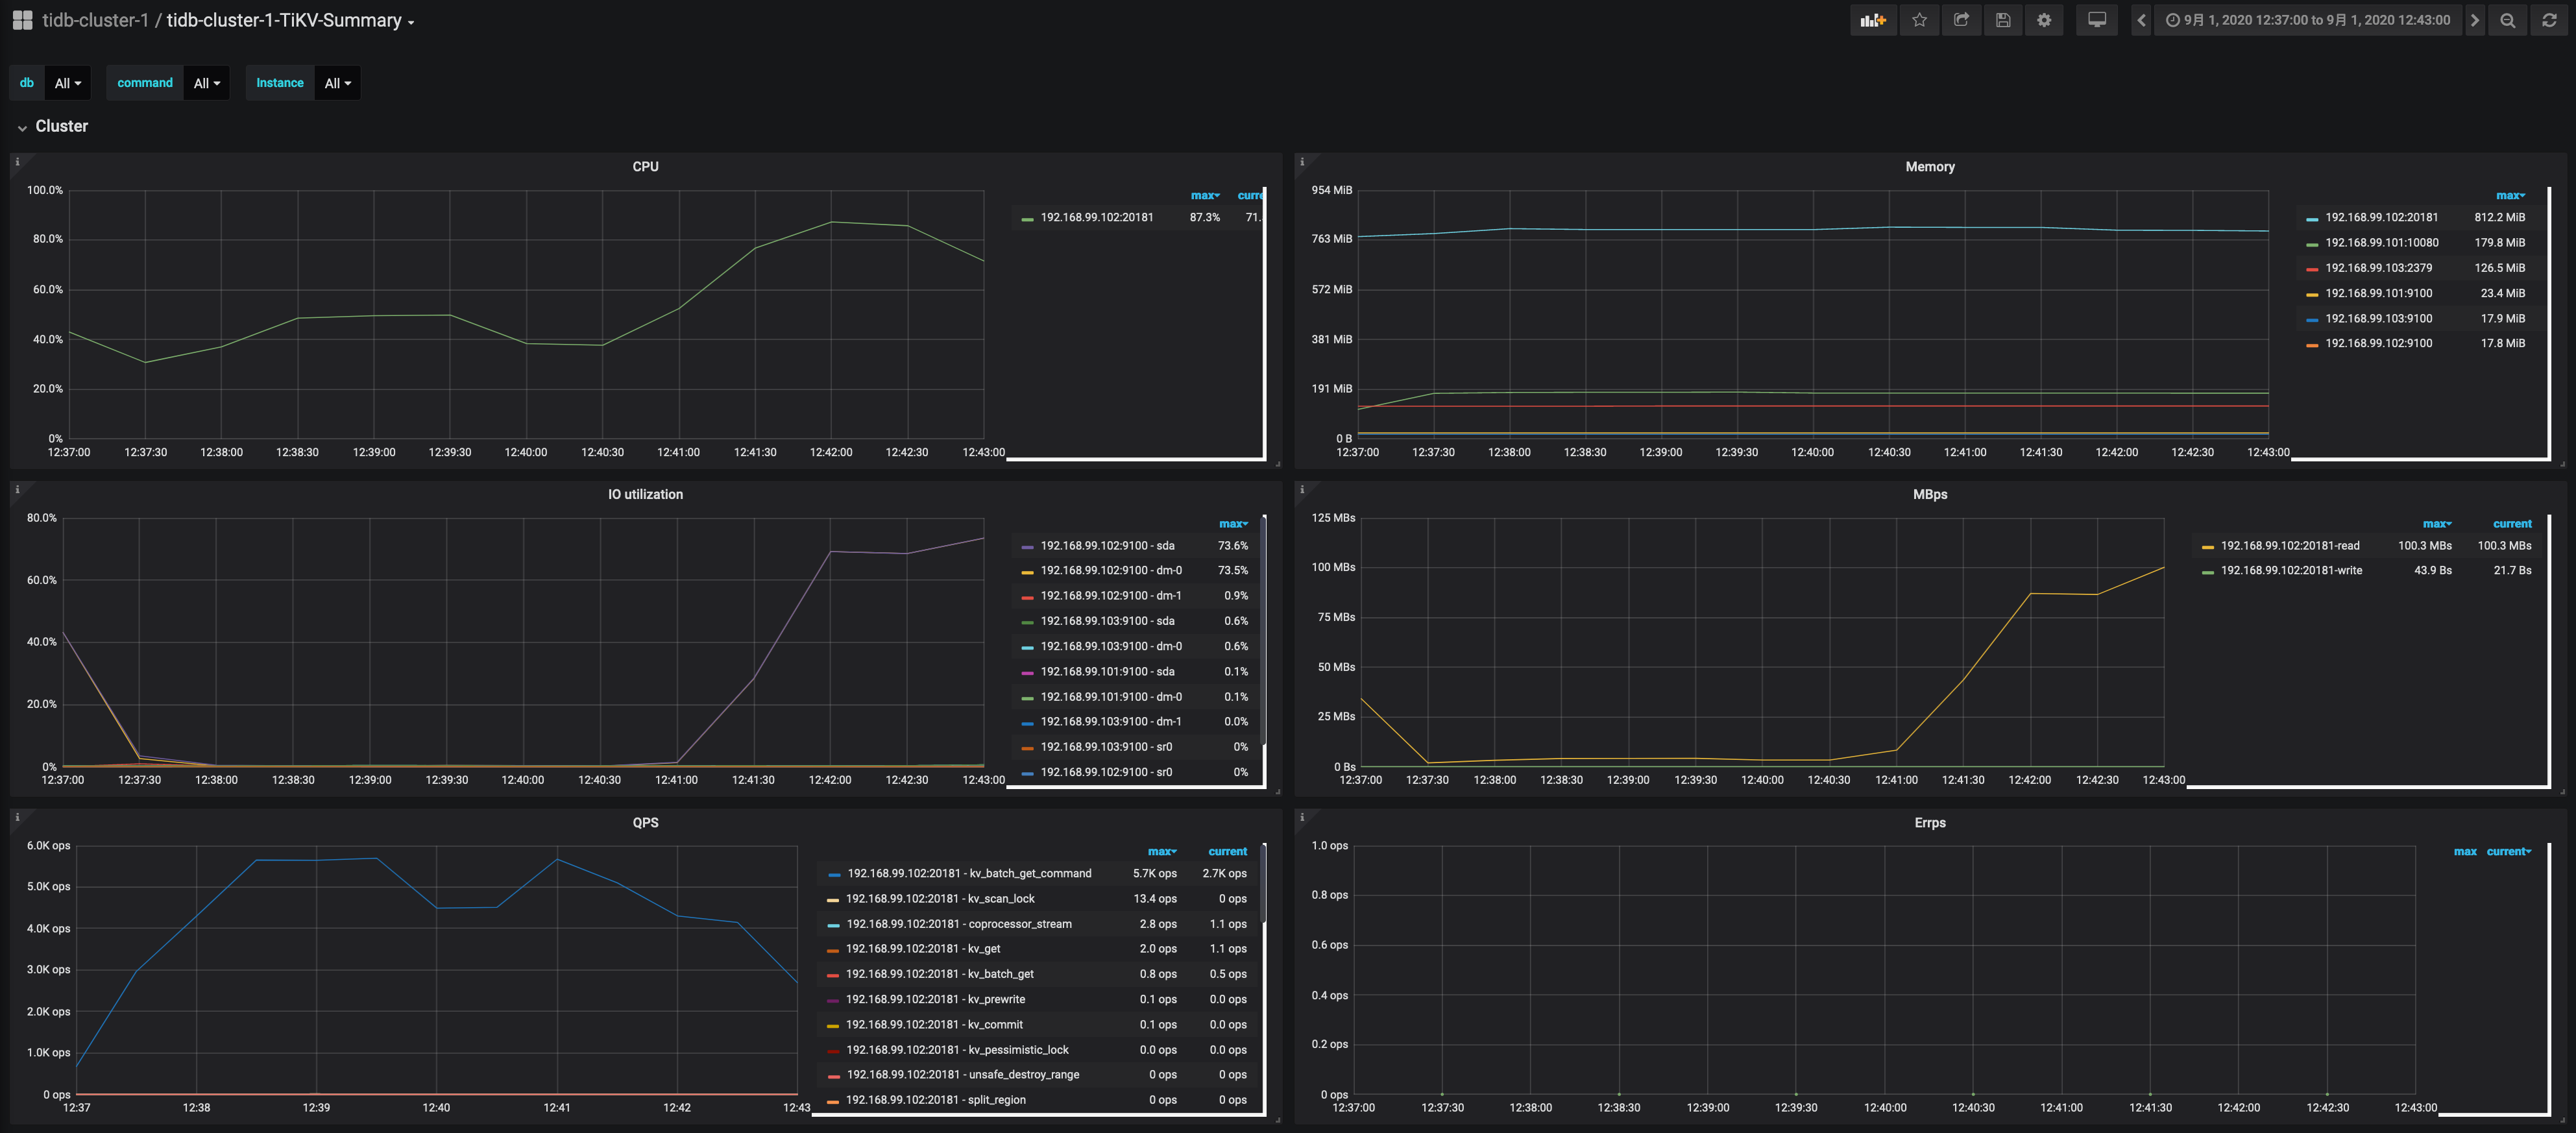 tidb-cluster-1 / tidb-cluster-1-TiKV-Summary
9月 1, 2020 12:37:00 to 9月 1, 2020 12:43:00
db All command All Instance All
Cluster
CPU
100.0%
80.0%
60.0%
40.0%
20.0%
0%
12:37:00 12:37:30 12:38:00 12:38:30 12:39:00 12:39:30 12:40:00 12:40:30 12:41:00 12:41:30 12:42:00 12:42:30 12:43:00
max curre
192.168.99.102:20181 87.3% 71.
Memory
954 MiB
763 MiB
572 MiB
381 MiB
191 MiB
0 B
12:37:00 12:37:30 12:38:00 12:38:30 12:39:00 12:39:30 12:40:00 12:40:30 12:41:00 12:41:30 12:42:00 12:42:30 12:43:00
max
192.168.99.102:20181 812.2 MiB
192.168.99.101:10080 179.8 MiB
192.168.99.103:2379 126.5 MiB
192.168.99.101:9100 23.4 MiB
192.168.99.103:9100 17.9 MiB
192.168.99.102:9100 17.8 MiB
IO utilization
80.0%
60.0%
40.0%
20.0%
0%
12:37:00 12:37:30 12:38:00 12:38:30 12:39:00 12:39:30 12:40:00 12:40:30 12:41:00 12:41:30 12:42:00 12:42:30 12:43:00
max
192.168.99.102:9100 - sda 73.6%
192.168.99.102:9100 - dm-0 73.5%
192.168.99.102:9100 - dm-1 0.9%
192.168.99.103:9100 - sda 0.6%
192.168.99.103:9100 - dm-0 0.6%
192.168.99.101:9100 - sda 0.1%
192.168.99.101:9100 - dm-0 0.1%
192.168.99.103:9100 - dm-1 0.0%
192.168.99.103:9100 - sr0 0%
192.168.99.102:9100 - sr0 0%
MBps
125 MBs
100 MBs
75 MBs
50 MBs
25 MBs
0 Bs
12:37:00 12:37:30 12:38:00 12:38:30 12:39:00 12:39:30 12:40:00 12:40:30 12:41:00 12:41:30 12:42:00 12:42:30 12:43:00
max current
192.168.99.102:20181-read 100.3 MBs 100.3 MBs
192.168.99.102:20181-write 43.9 Bs 21.7 Bs
QPS
6.0K ops
5.0K ops
4.0K ops
3.0K ops
2.0K ops
1.0K ops
0 ops
12:37 12:38 12:39 12:40 12:41 12:42 12:43
max current
192.168.99.102:20181 - kv_batch_get_command 5.7K ops 2.7K ops
192.168.99.102:20181 - kv_scan_lock 13.4 ops 0 ops
192.168.99.102:20181 - coprocessor_stream 2.8 ops 1.1 ops
192.168.99.102:20181 - kv_get 2.0 ops 1.1 ops
192.168.99.102:20181 - kv_batch_get 0.8 ops 0.5 ops
192.168.99.102:20181 - kv_prewrite 0.1 ops 0.0 ops
192.168.99.102:20181 - kv_commit 0.1 ops 0.0 ops
192.168.99.102:20181 - kv_pessimistic_lock 0.0 ops 0.0 ops
192.168.99.102:20181 - unsafe_destroy_range 0 ops 0 ops
192.168.99.102:20181 - split_region 0 ops 0 ops
Errps
1.0 ops
0.8 ops
0.6 ops
0.4 ops
0.2 ops
0 ops
12:37:00 12:37:30 12:38:00 12:38:30 12:39:00 12:39:30 12:40:00 12:40:30 12:41:00 12:41:30 12:42:00 12:42:30 12:43:00
max current